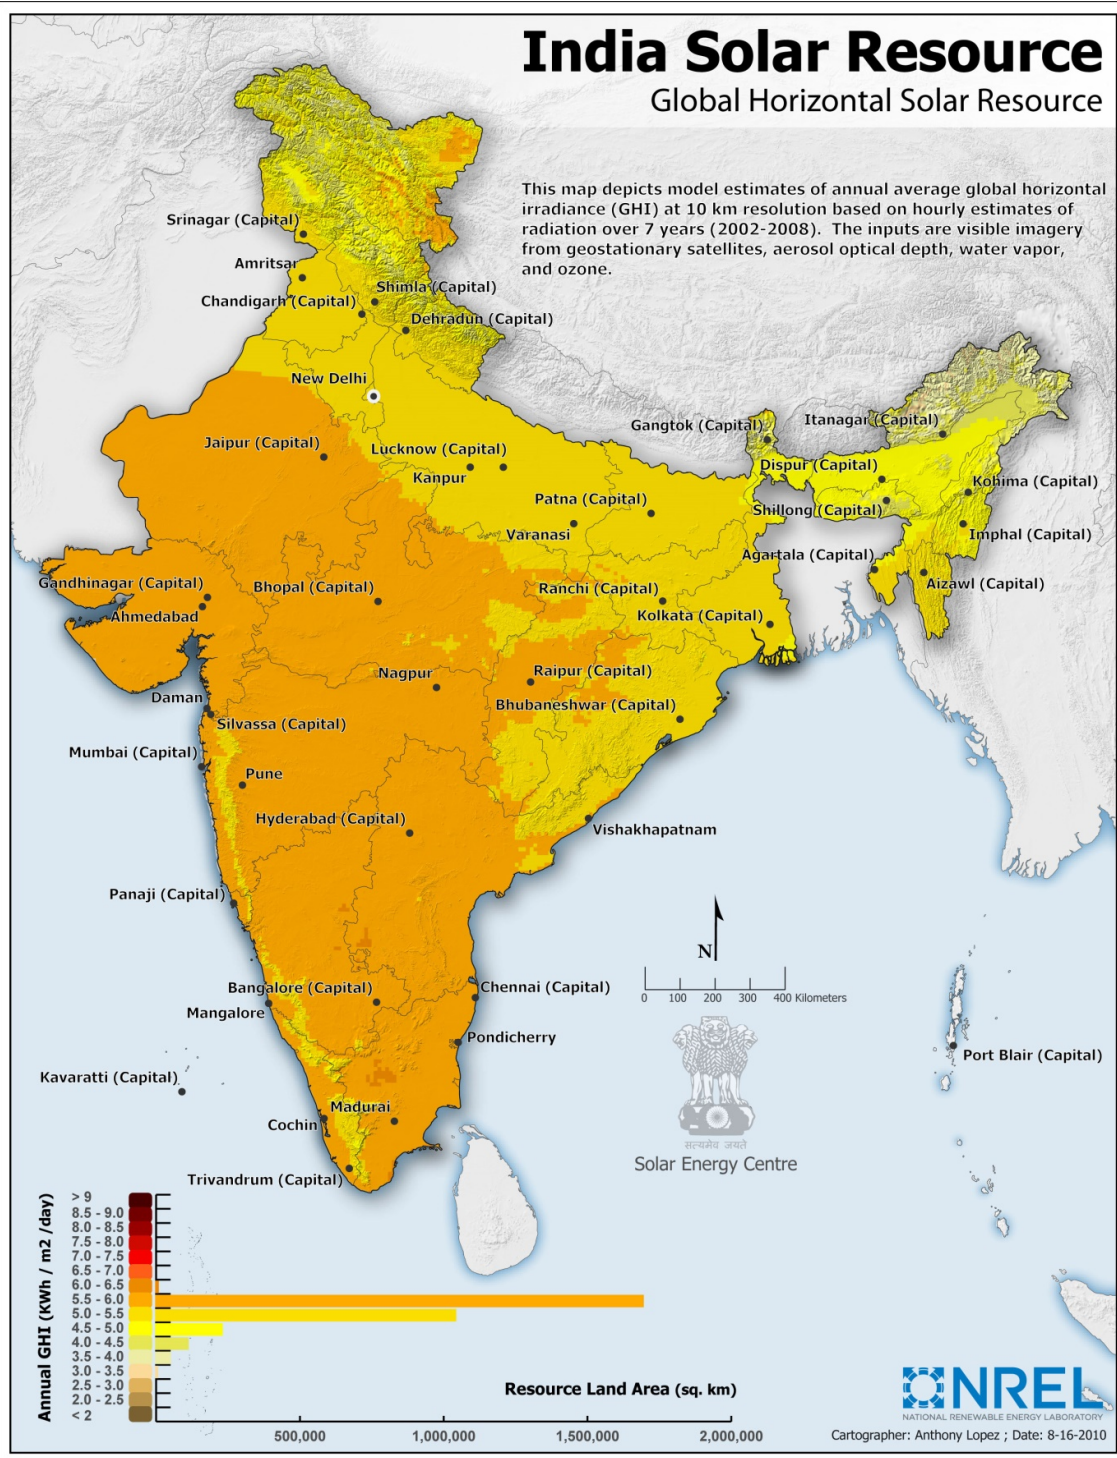 India Solar Resource
Global Horizontal Solar Resource
This map depicts model estimates of annual average global horizontal
irradiance (GHI) at 10 km resolution based on hourly estimates of
radiation over 7 years (2002-2008).  The inputs are visible imagery
from geostationary satellites, aerosol optical depth, water vapor,
and ozone.
Srinagar (Capital)
Amritsar
Shimla (Capital)
Chandigarh (Capital)
Dehradun (Capital)
New Delhi
Jaipur (Capital)
Lucknow (Capital)
Kanpur
Gangtok (Capital)
Itanagar (Capital)
Dispur (Capital)
Kohima (Capital)
Patna (Capital)
Shillong (Capital)
Varanasi
Imphal (Capital)
Agartala (Capital)
Gandhinagar (Capital)
Bhopal (Capital)
Ranchi (Capital)
Aizawl (Capital)
Ahmedabad
Kolkata (Capital)
Nagpur
Raipur (Capital)
Daman
Bhubaneshwar (Capital)
Silvassa (Capital)
Mumbai (Capital)
Pune
Hyderabad (Capital)
Vishakhapatnam
Panaji (Capital)
N
Bangalore (Capital)
Chennai (Capital)
0 100 200 300 400 Kilometers
Mangalore
Pondicherry
Port Blair (Capital)
Kavaratti (Capital)
Madurai
Cochin
सत्यमेव जयते
Solar Energy Centre
Trivandrum (Capital)
Annual GHI (KWh / m2 /day)
> 9
8.5 - 9.0
8.0 - 8.5
7.5 - 8.0
7.0 - 7.5
6.5 - 7.0
6.0 - 6.5
5.5 - 6.0
5.0 - 5.5
4.5 - 5.0
4.0 - 4.5
3.5 - 4.0
3.0 - 3.5
2.5 - 3.0
2.0 - 2.5
< 2
Resource Land Area (sq. km)
500,000 1,000,000 1,500,000 2,000,000
NREL
NATIONAL RENEWABLE ENERGY LABORATORY
Cartographer: Anthony Lopez ; Date: 8-16-2010